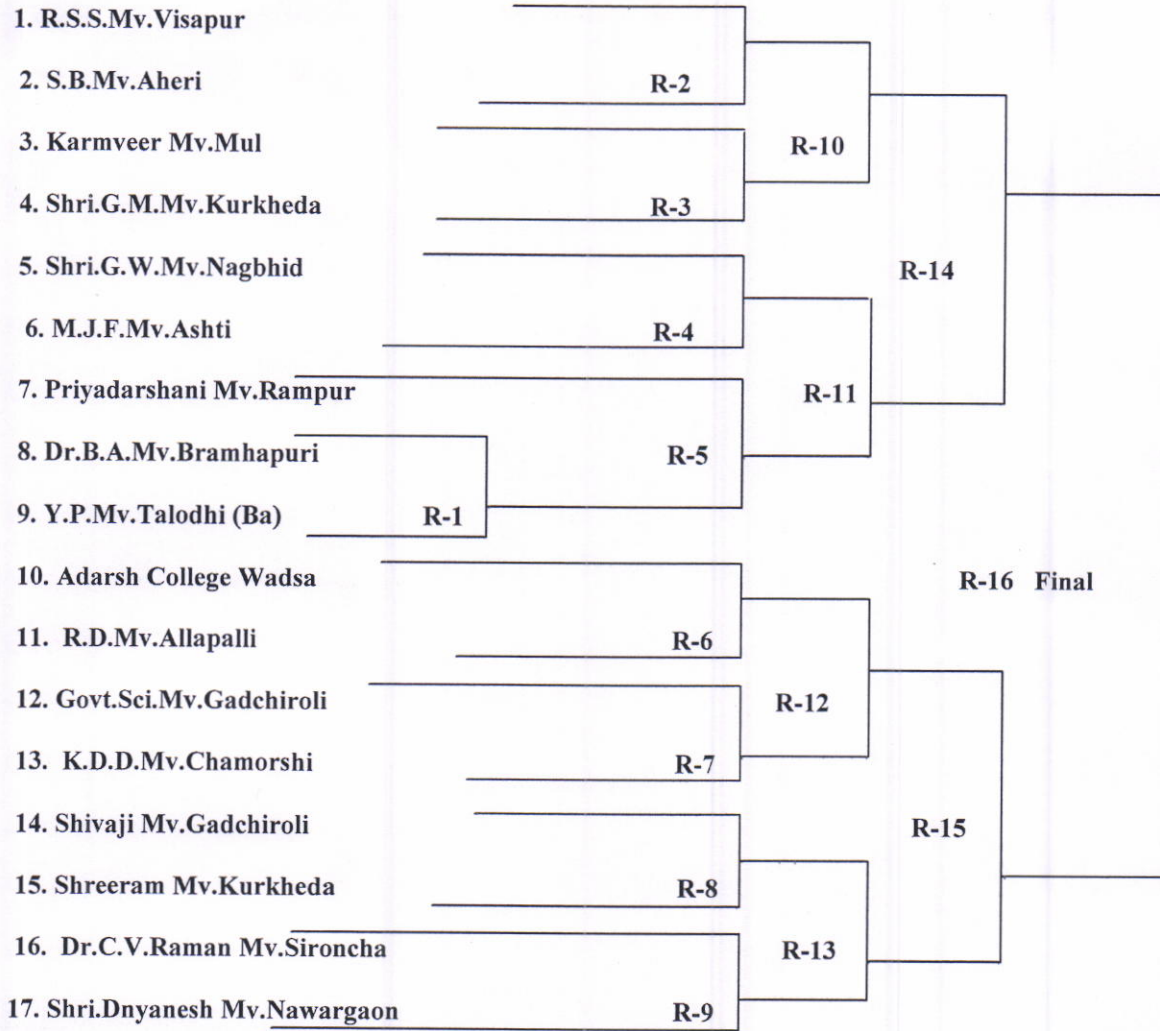 1. R.S.S.Mv.Visapur
2. S.B.Mv.Aheri
R-2
3. Karmveer Mv.Mul
R-10
4. Shri.G.M.Mv.Kurkheda
R-3
5. Shri.G.W.Mv.Nagbhid
R-14
6. M.J.F.Mv.Ashti
R-4
7. Priyadarshani Mv.Rampur
R-11
8. Dr.B.A.Mv.Bramhapuri
R-5
9. Y.P.Mv.Talodhi (Ba)
R-1
10. Adarsh College Wadsa
R-16 Final
11. R.D.Mv.Allapalli
R-6
12. Govt.Sci.Mv.Gadchiroli
R-12
13. K.D.D.Mv.Chamorshi
R-7
14. Shivaji Mv.Gadchiroli
R-15
15. Shreeram Mv.Kurkheda
R-8
16. Dr.C.V.Raman Mv.Sironcha
R-13
17. Shri.Dnyanesh Mv.Nawargaon
R-9